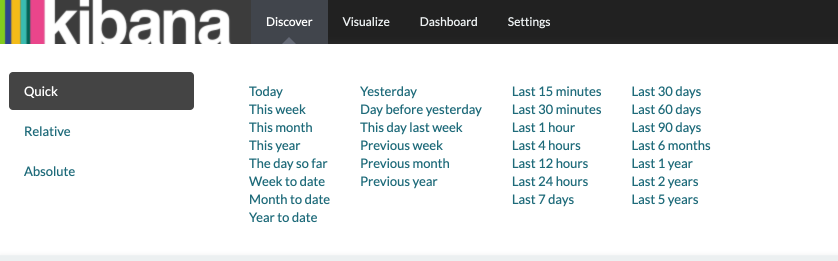 kibana
Discover Visualize Dashboard Settings
Quick
Relative
Absolute
Today
This week
This month
This year
The day so far
Week to date
Month to date
Year to date
Yesterday
Day before yesterday
This day last week
Previous week
Previous month
Previous year
Last 15 minutes
Last 30 minutes
Last 1 hour
Last 4 hours
Last 12 hours
Last 24 hours
Last 7 days
Last 30 days
Last 60 days
Last 90 days
Last 6 months
Last 1 year
Last 2 years
Last 5 years